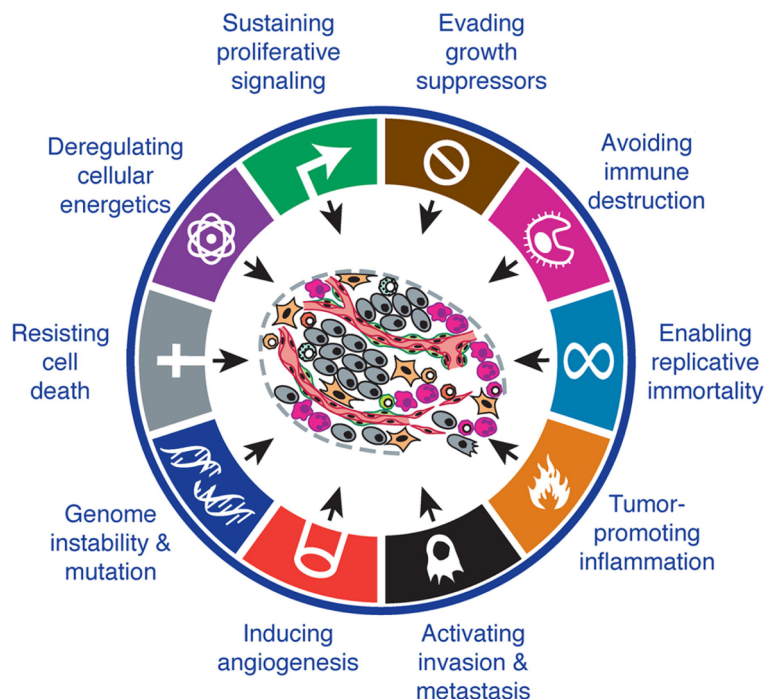 Sustaining
proliferative
signaling
Evading
growth
suppressors
Avoiding
immune
destruction
Enabling
replicative
immortality
Tumor-
promoting
inflammation
Activating
invasion &
metastasis
Inducing
angiogenesis
Genome
instability &
mutation
Resisting
cell
death
Deregulating
cellular
energetics